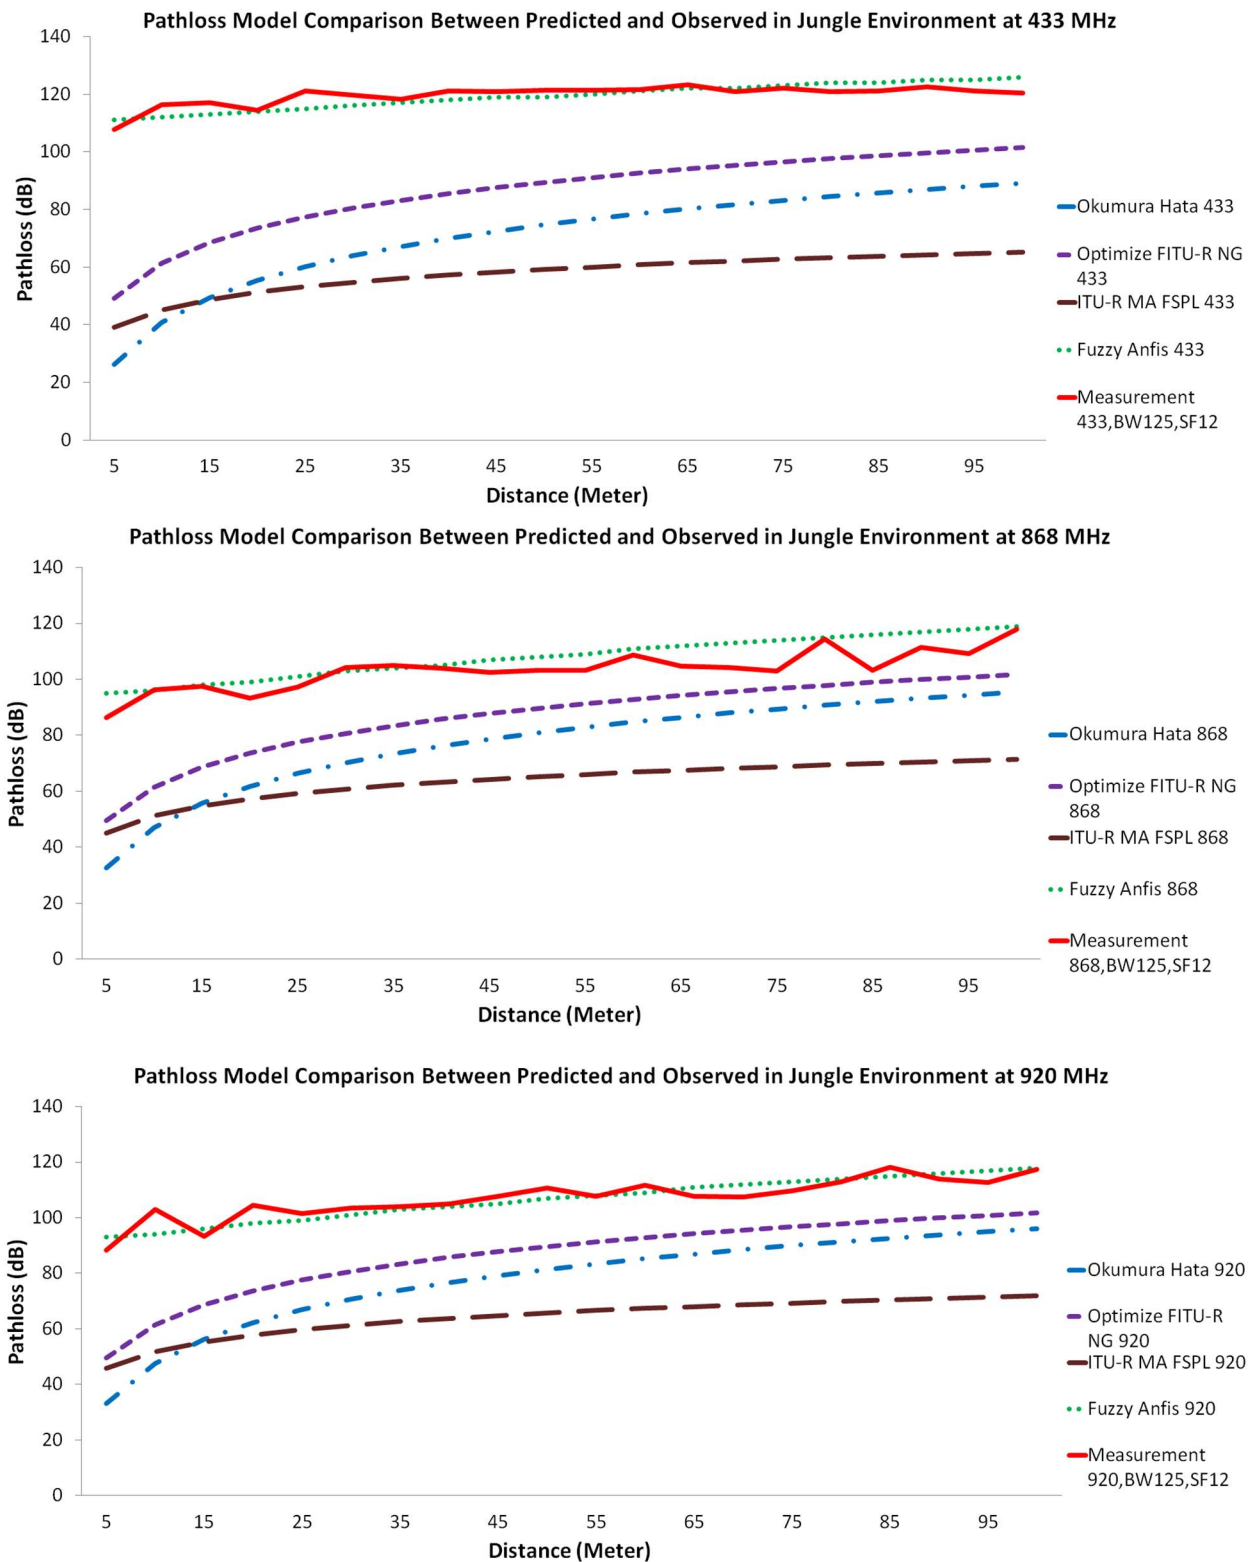 Pathloss Model Comparison Between Predicted and Observed in Jungle Environment at 433 MHz
140
120
100
80
60
40
20
0
Pathloss (dB)
5 15 25 35 45 55 65 75 85 95
Distance (Meter)
Okumura Hata 433
Optimize FITU-R NG
433
ITU-R MA FSPL 433
Fuzzy Anfis 433
Measurement
433,BW125,SF12
Pathloss Model Comparison Between Predicted and Observed in Jungle Environment at 868 MHz
140
120
100
80
60
40
20
0
Pathloss (dB)
5 15 25 35 45 55 65 75 85 95
Distance (Meter)
Okumura Hata 868
Optimize FITU-R NG
868
ITU-R MA FSPL 868
Fuzzy Anfis 868
Measurement
868,BW125,SF12
Pathloss Model Comparison Between Predicted and Observed in Jungle Environment at 920 MHz
140
120
100
80
60
40
20
0
Pathloss (dB)
5 15 25 35 45 55 65 75 85 95
Distance (Meter)
Okumura Hata 920
Optimize FITU-R
NG 920
ITU-R MA FSPL 920
Fuzzy Anfis 920
Measurement
920,BW125,SF12